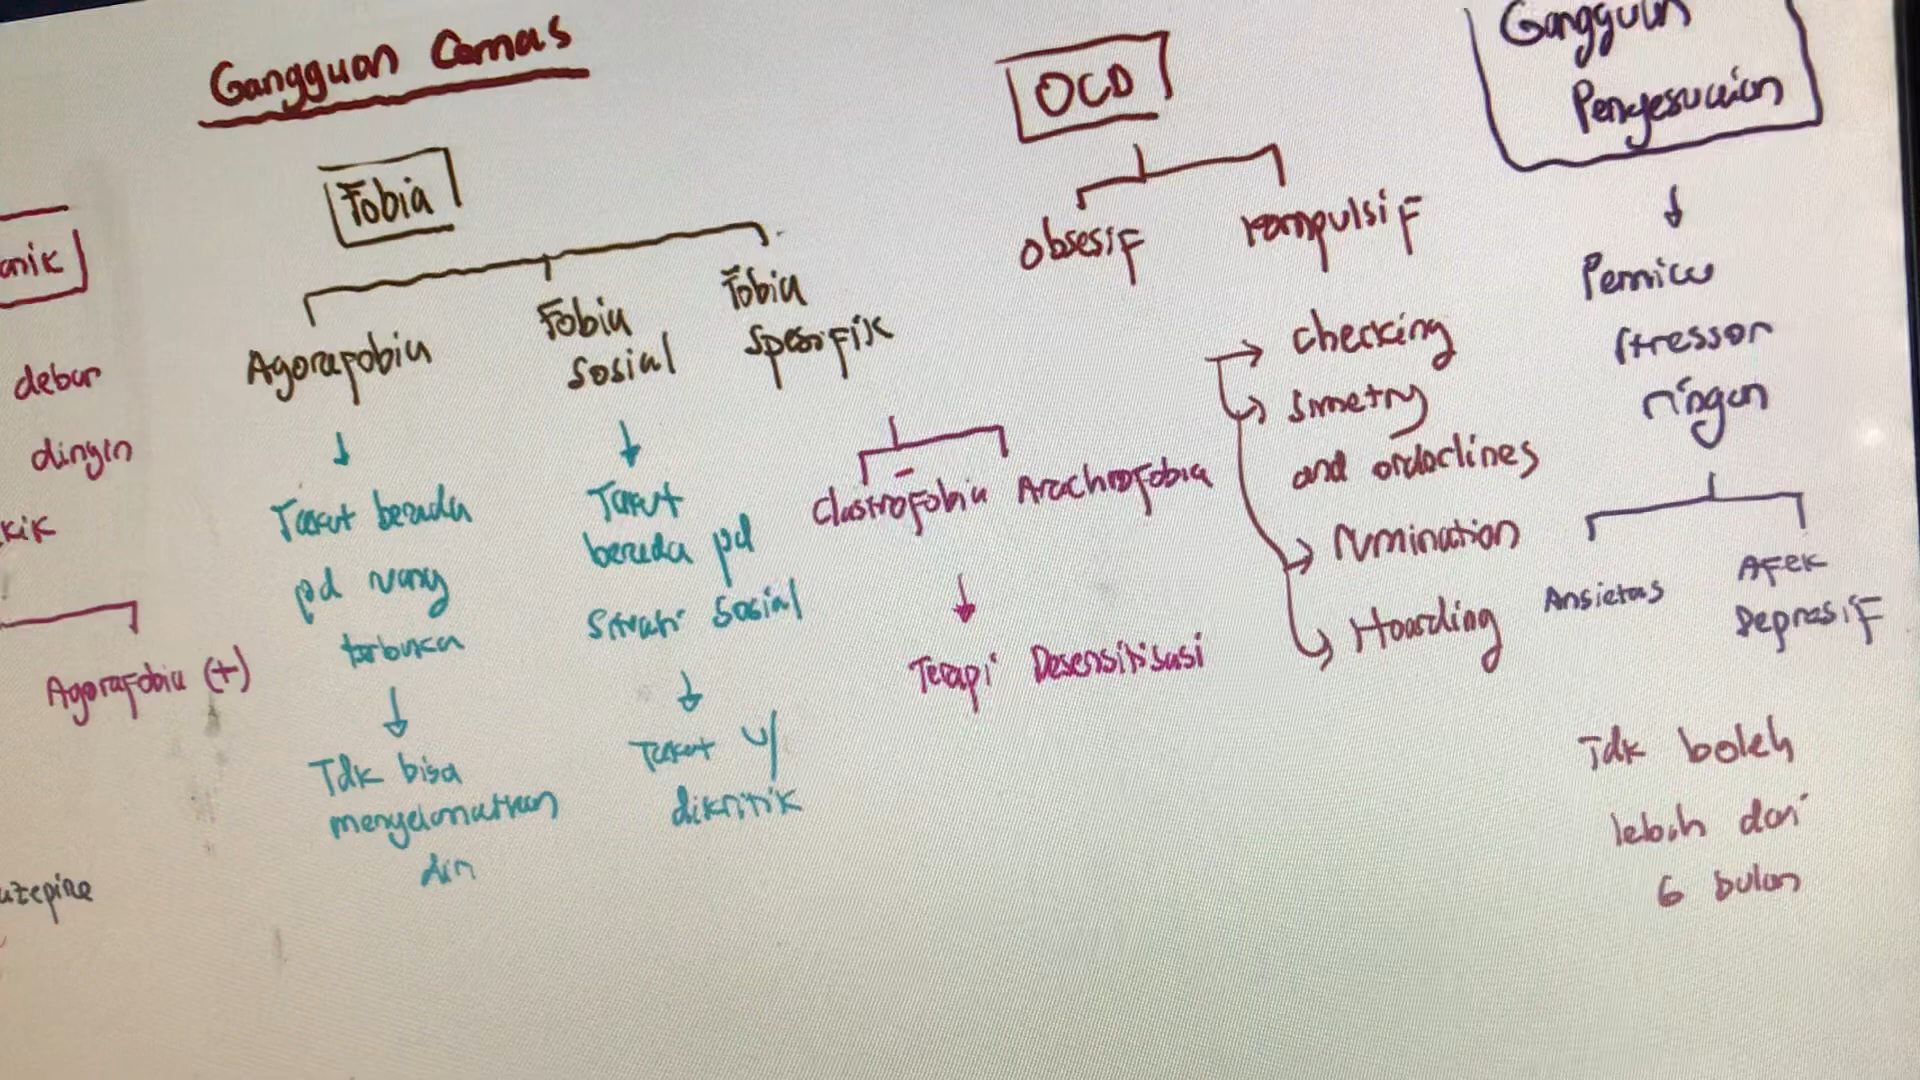 Gangguan Cemas
Fobia
Agorafobia
Takut berada
pd ruang
terbuka
Tdk bisa
menyelamatkan
diri
Fobia
Sosial
Takut
berada pd
Situasi Sosial
Takut u/
dikritik
Fobia
Spesifik
Clastrofobia Arachnofobia
Terapi Desensitisasi
OCD
obsesif kompulsif
checking
simetry
and orderlines
rumination
Hoarding
Gangguan
Penyesuaian
Pemicu
stressor
ringan
Ansietas
Afek
Depresif
Tdk boleh
lebih dari
6 bulan
debar
dingin
Agorafobia (+)